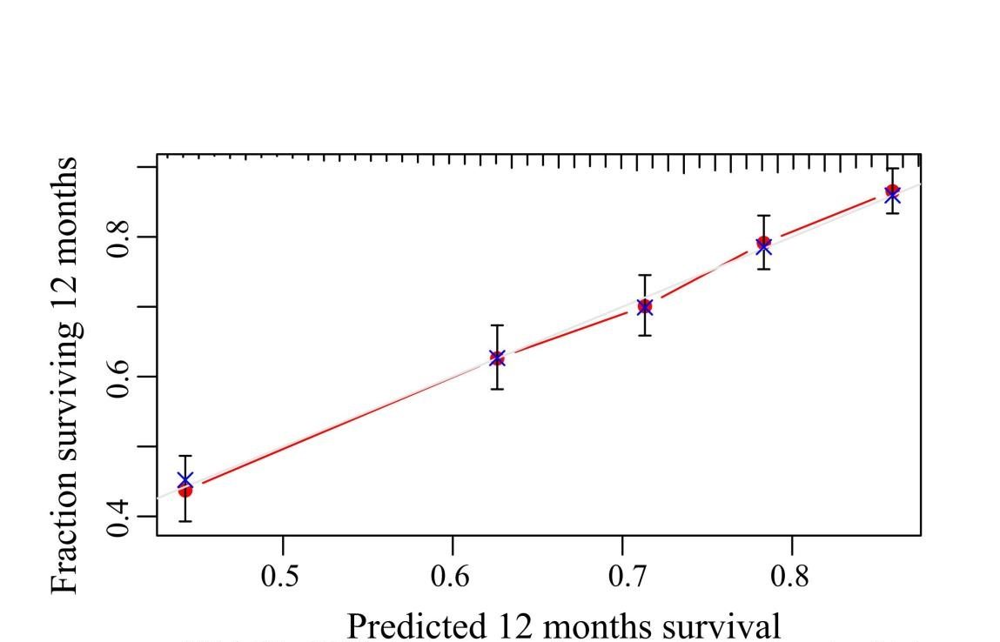 Fraction surviving 12 months
0.8
0.6
0.4
0.5 0.6 0.7 0.8
Predicted 12 months survival